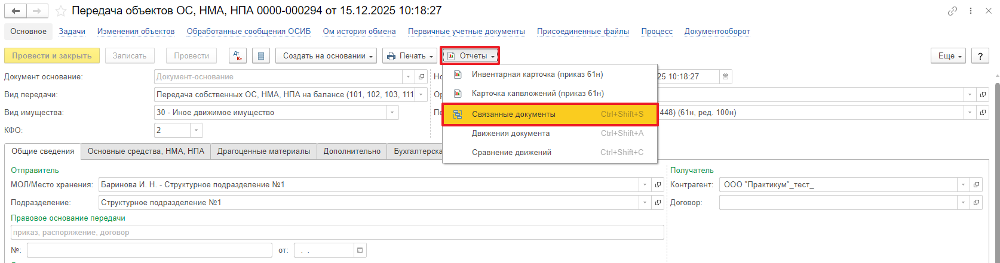 Передача объектов ОС, НМА, НПА 0000-000294 от 15.12.2025 10:18:27
Основное Задачи Изменения объектов Обработанные сообщения ОСИБ Ом история обмена Первичные учетные документы Присоединенные файлы Процесс Документооборот
Провести и закрыть Записать Провести Дт Кт Создать на основании Печать Отчеты Еще ?
Документ основание: Документ-основание Но 25 10:18:27
Инвентарная карточка (приказ 61н)
Вид передачи: Передача собственных ОС, НМА, НПА на балансе (101, 102, 103, 111 Ор
Карточка капвложений (приказ 61н)
Вид имущества: 30 - Иное движимое имущество Пе 448) (61н, ред. 100н)
Связанные документы Ctrl+Shift+S
КФО: 2
Движения документа Ctrl+Shift+A
Сравнение движений Ctrl+Shift+C
Общие сведения Основные средства, НМА, НПА Драгоценные материалы Дополнительно Бухгалтерска
Отправитель Получатель
МОЛ/Место хранения: Баринова И. Н. - Структурное подразделение №1 Контрагент: ООО "Практикум"_тест_
Подразделение: Структурное подразделение №1 Договор:
Правовое основание передачи
приказ, распоряжение, договор
№: от: . .